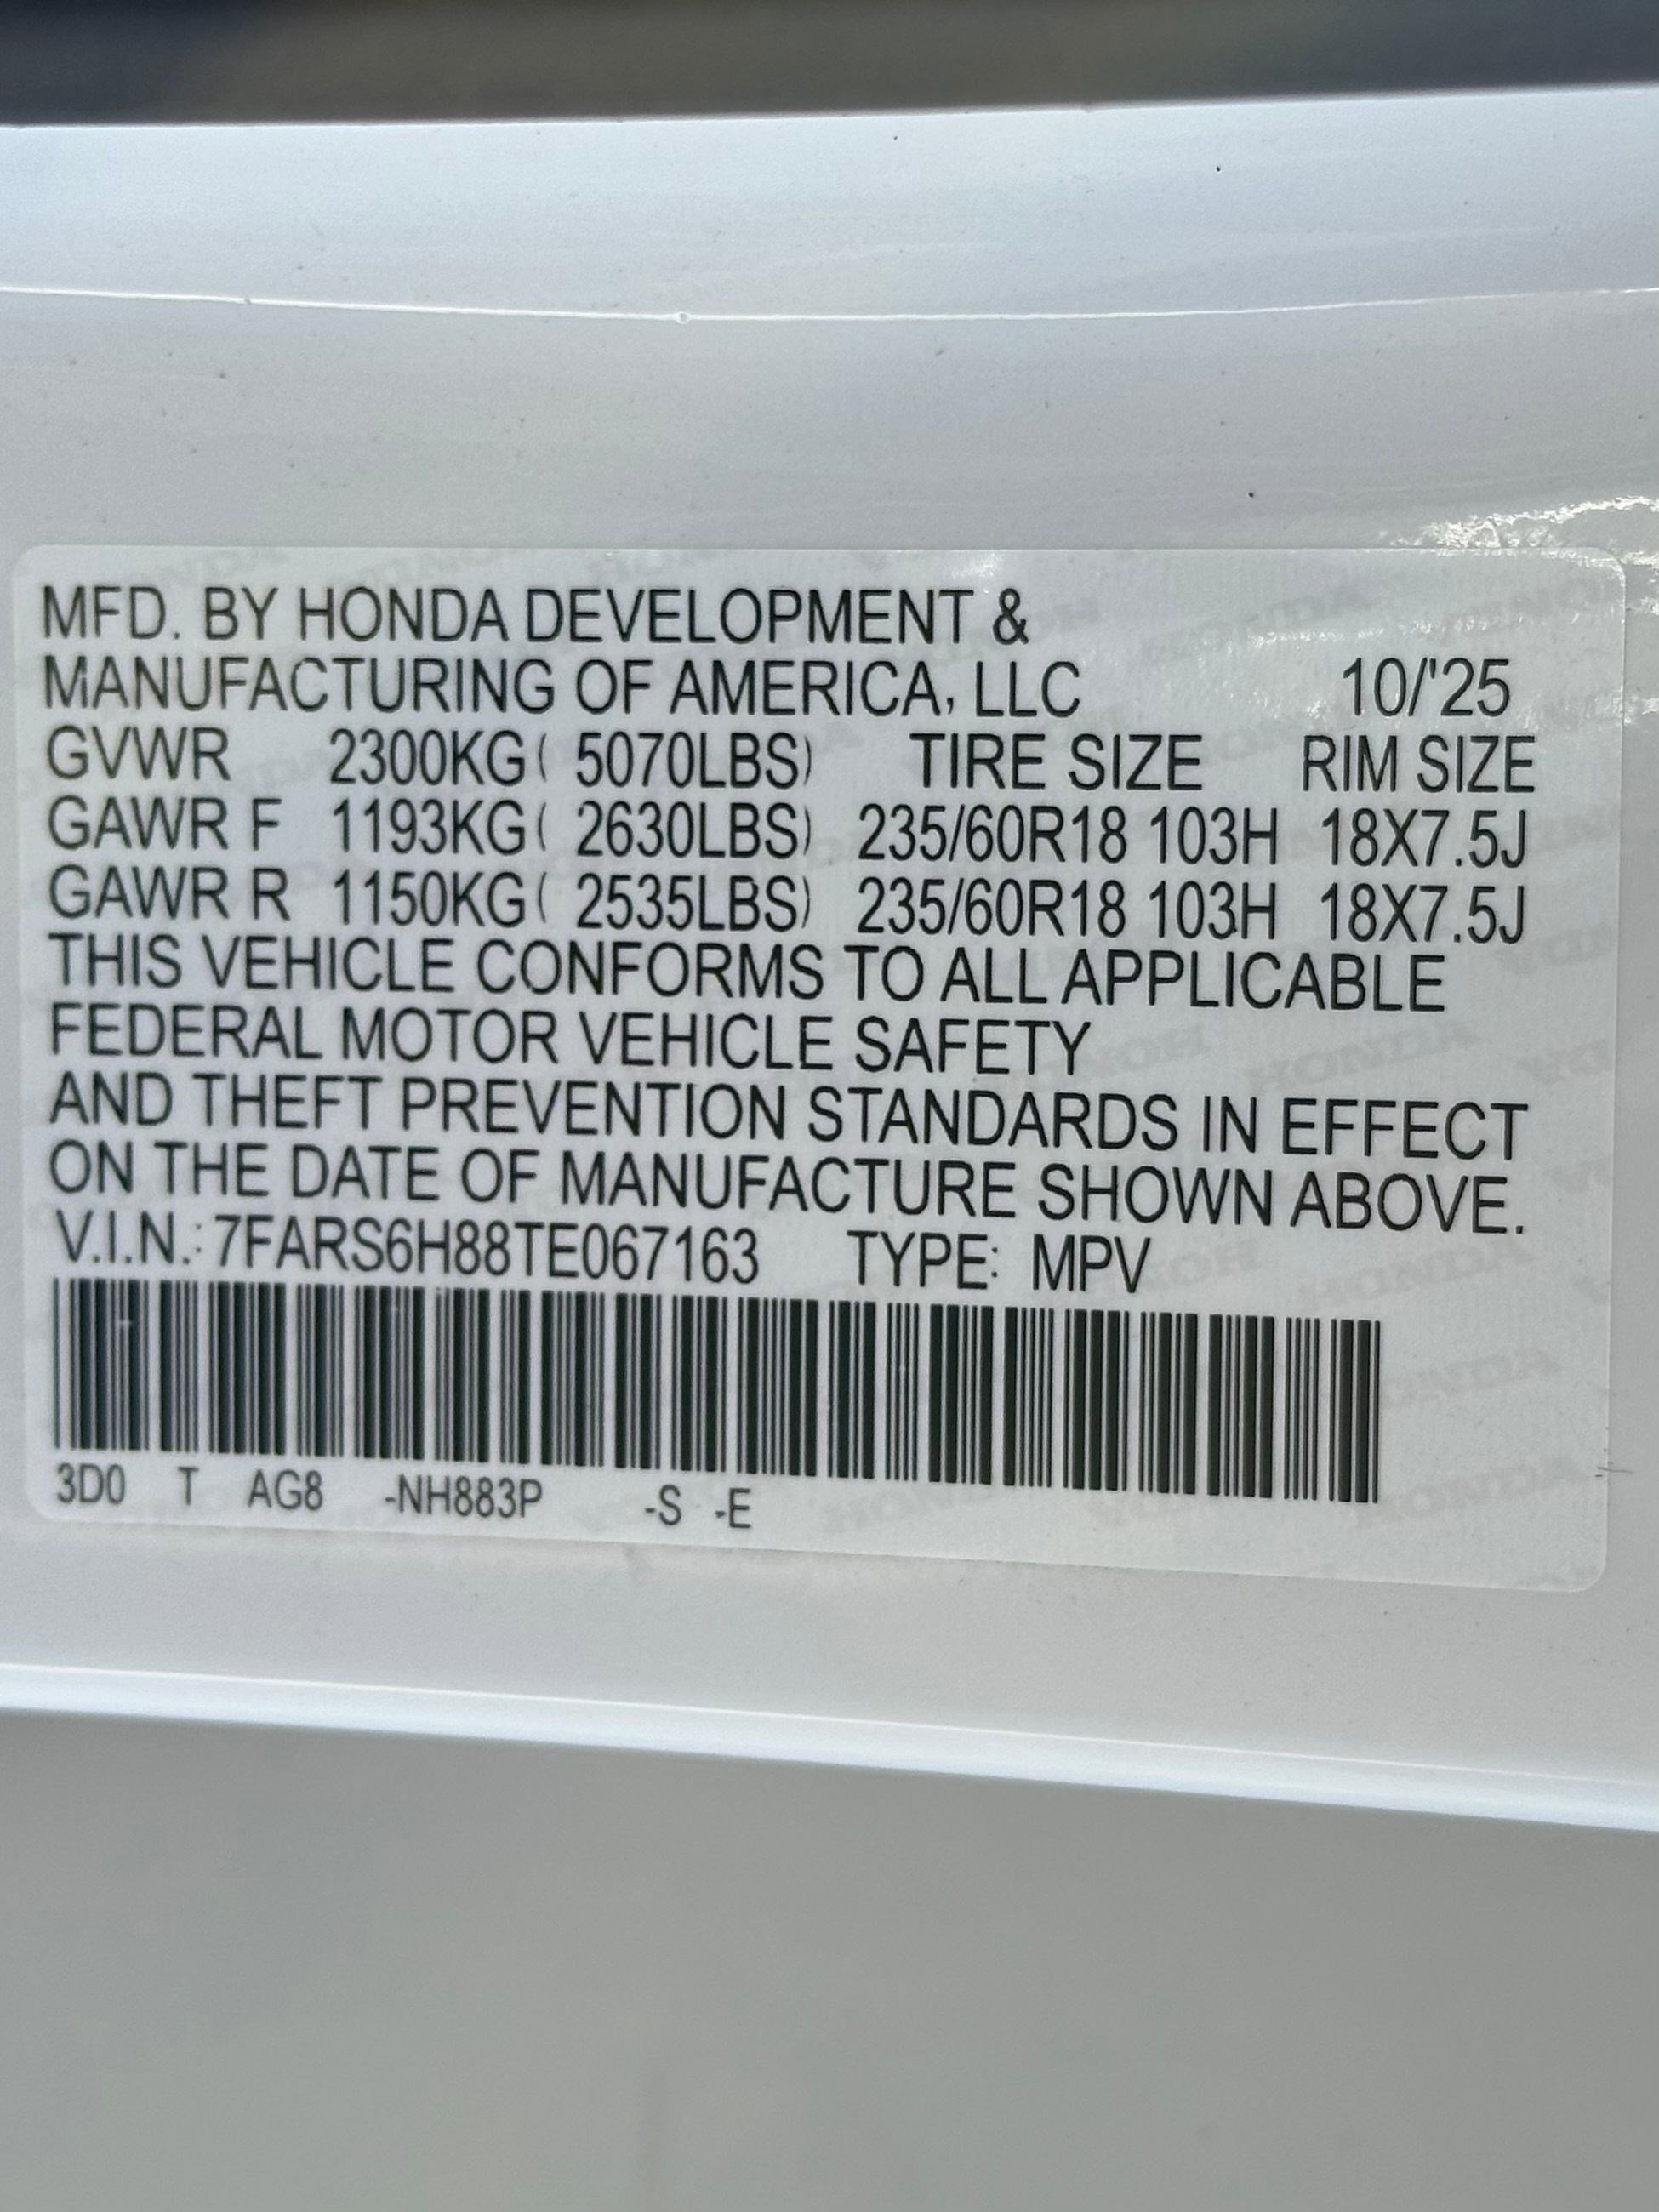 MFD. BY HONDA DEVELOPMENT &
MANUFACTURING OF AMERICA, LLC 10/'25
GVWR 2300KG( 5070LBS) TIRE SIZE RIM SIZE
GAWR F 1193KG( 2630LBS) 235/60R18 103H 18X7.5J
GAWR R 1150KG( 2535LBS) 235/60R18 103H 18X7.5J
THIS VEHICLE CONFORMS TO ALL APPLICABLE
FEDERAL MOTOR VEHICLE SAFETY
AND THEFT PREVENTION STANDARDS IN EFFECT
ON THE DATE OF MANUFACTURE SHOWN ABOVE.
V.I.N.: 7FARS6H88TE067163 TYPE: MPV
3D0 T AG8 -NH883P -S -E